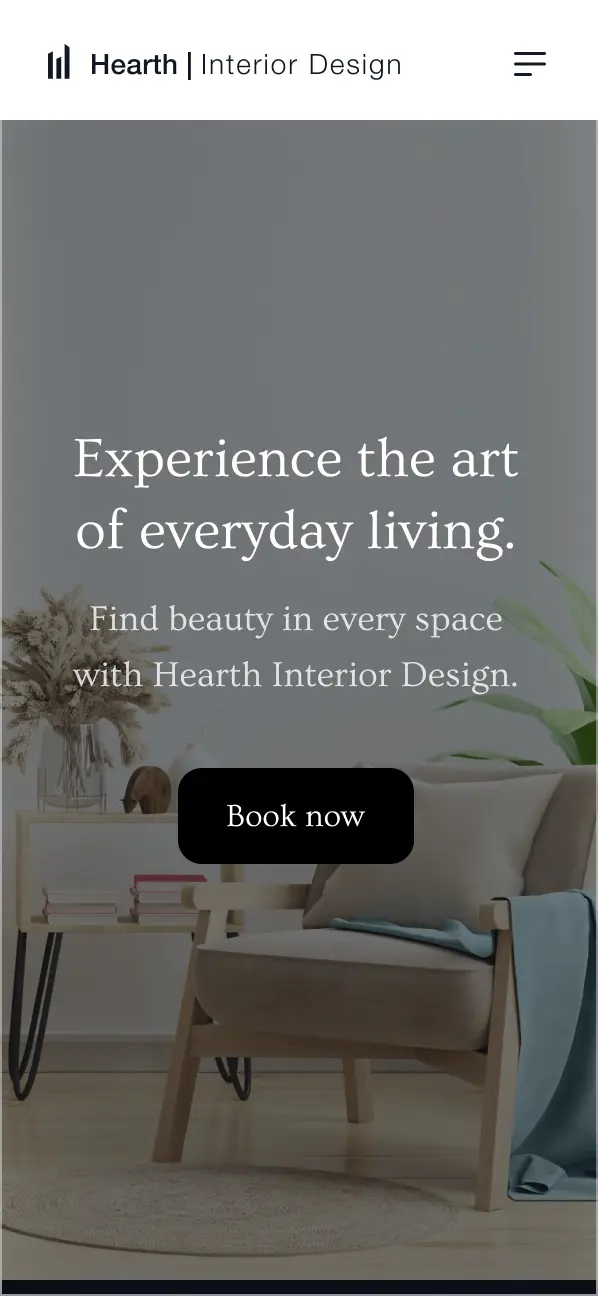 Hearth | Interior Design
Experience the art
of everyday living.
Find beauty in every space
with Hearth Interior Design.
Book now